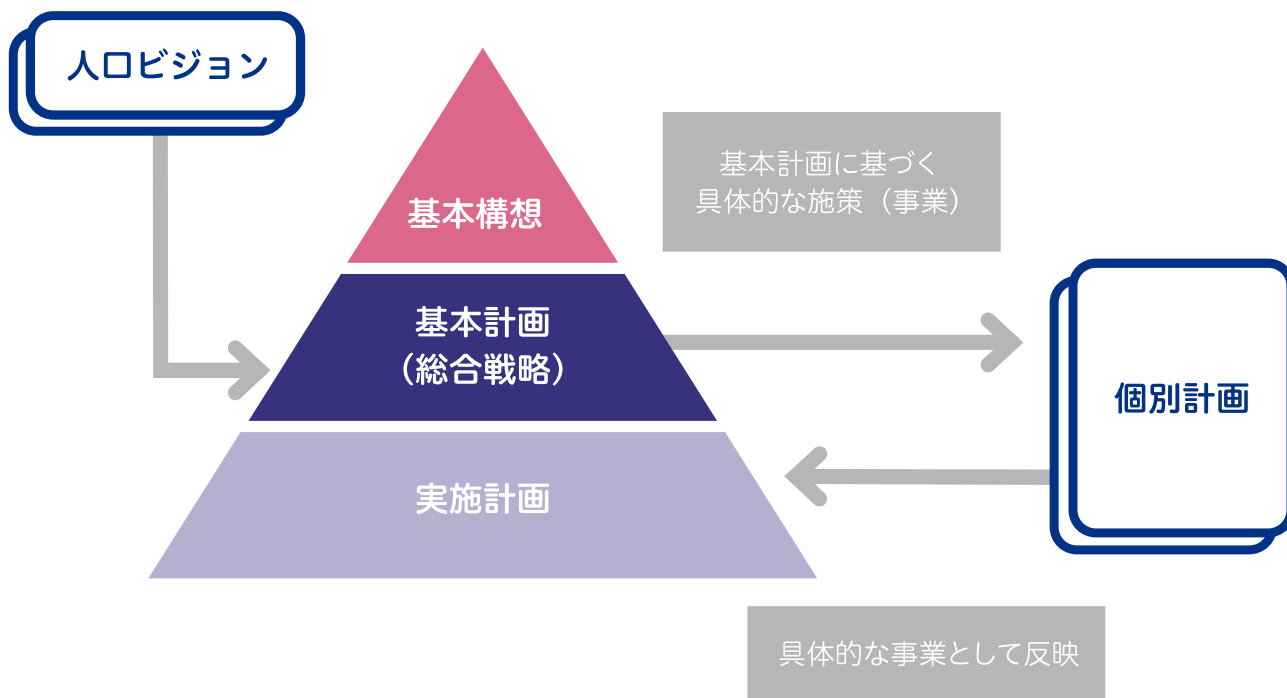 人口ビジョン
基本構想
基本計画に基づく
具体的な施策（事業）
基本計画
（総合戦略）
個別計画
実施計画
具体的な事業として反映